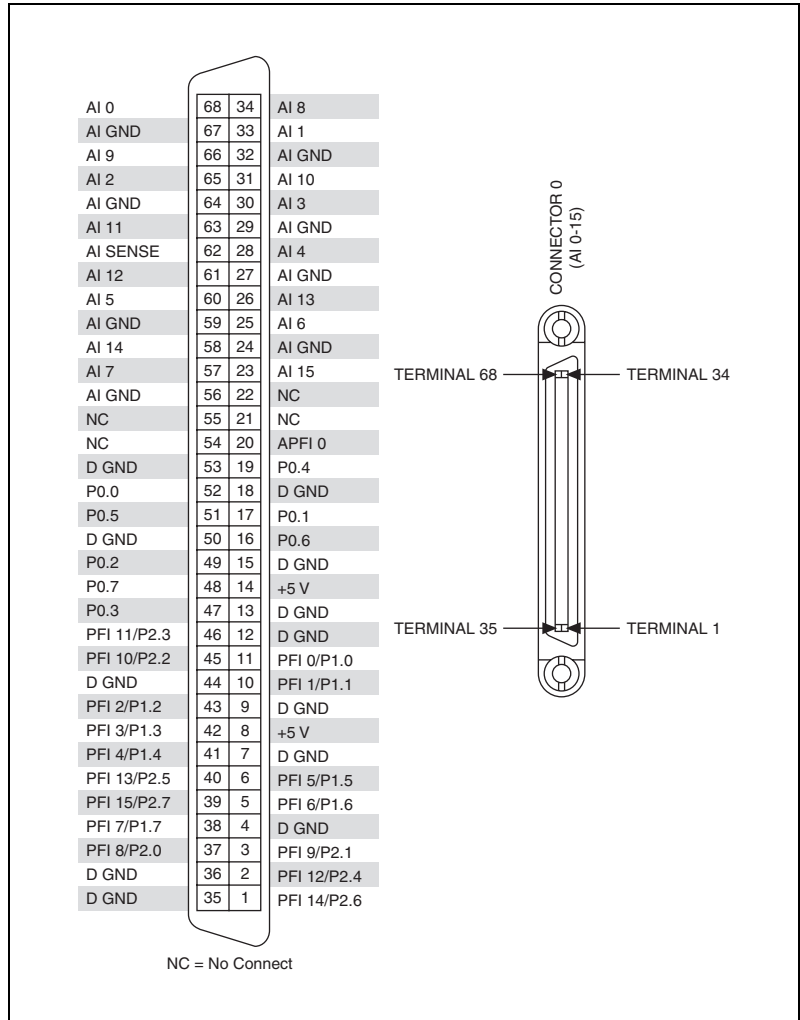 AI 0 68 34 AI 8
AI GND 67 33 AI 1
AI 9 66 32 AI GND
AI 2 65 31 AI 10
AI GND 64 30 AI 3
AI 11 63 29 AI GND
AI SENSE 62 28 AI 4
AI 12 61 27 AI GND
AI 5 60 26 AI 13
AI GND 59 25 AI 6
AI 14 58 24 AI GND
AI 7 57 23 AI 15
AI GND 56 22 NC
NC 55 21 NC
NC 54 20 APFI 0
D GND 53 19 P0.4
P0.0 52 18 D GND
P0.5 51 17 P0.1
D GND 50 16 P0.6
P0.2 49 15 D GND
P0.7 48 14 +5 V
P0.3 47 13 D GND
PFI 11/P2.3 46 12 D GND
PFI 10/P2.2 45 11 PFI 0/P1.0
D GND 44 10 PFI 1/P1.1
PFI 2/P1.2 43 9 D GND
PFI 3/P1.3 42 8 +5 V
PFI 4/P1.4 41 7 D GND
PFI 13/P2.5 40 6 PFI 5/P1.5
PFI 15/P2.7 39 5 PFI 6/P1.6
PFI 7/P1.7 38 4 D GND
PFI 8/P2.0 37 3 PFI 9/P2.1
D GND 36 2 PFI 12/P2.4
D GND 35 1 PFI 14/P2.6
NC = No Connect
CONNECTOR 0
(AI 0-15)
TERMINAL 68 TERMINAL 34
TERMINAL 35 TERMINAL 1